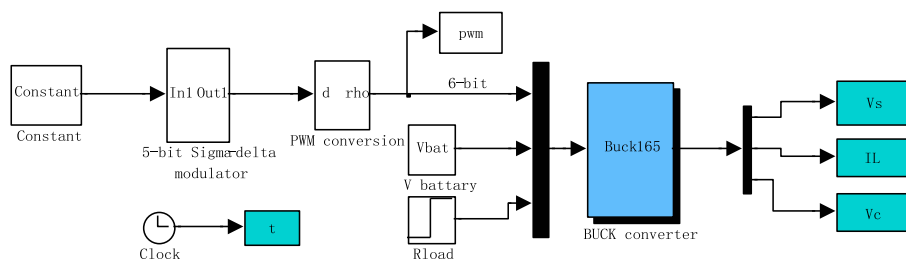 pwm
6-bit
Constant
In1 Out1
d rho
Constant
5-bit Sigma-delta
modulator
PWM conversion
Vbat
V battary
Buck165
BUCK converter
Vs
IL
Vc
t
Clock
Rload